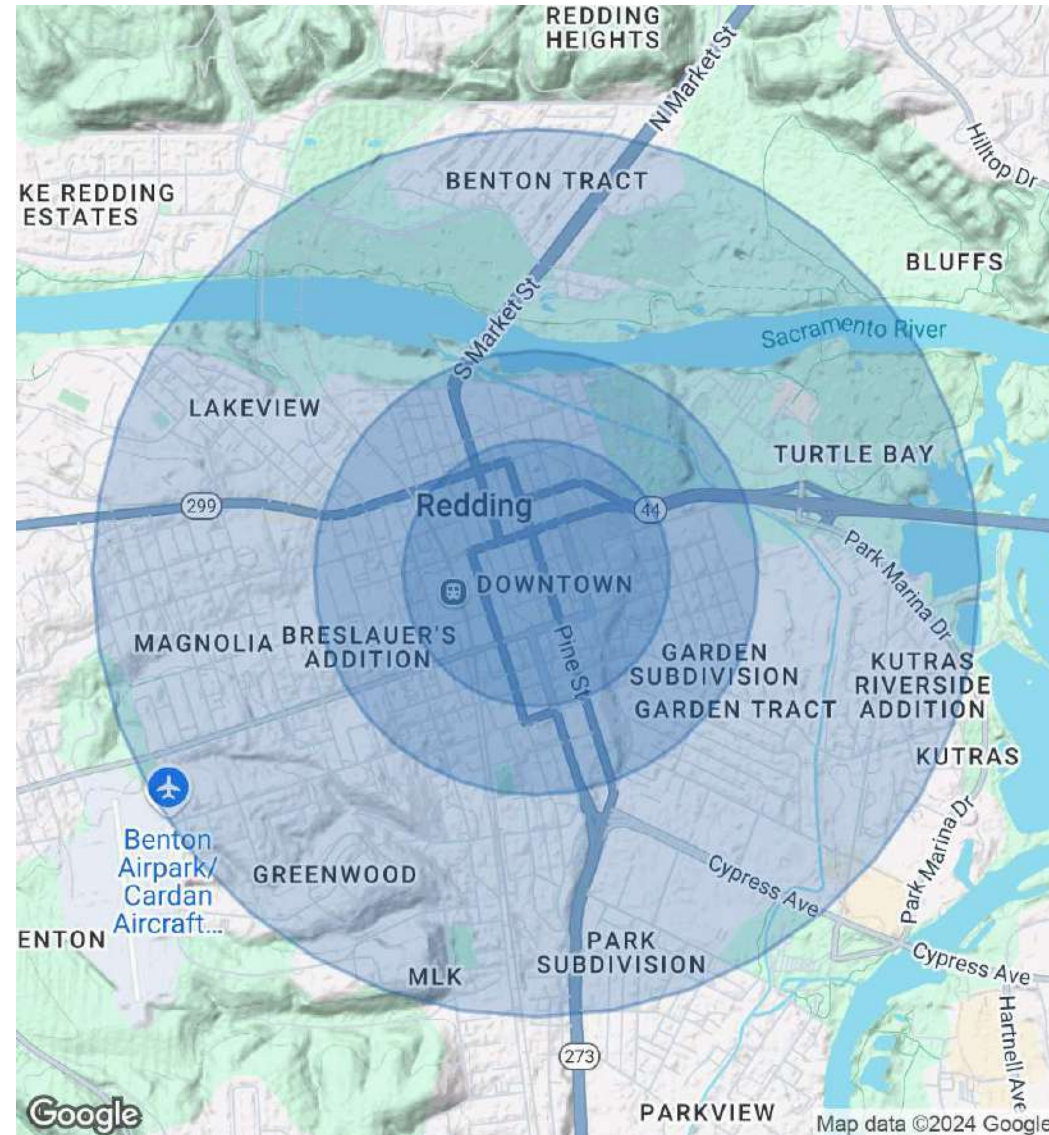 REDDING
HEIGHTS
N Market St
Hilltop Dr
BENTON TRACT
KE REDDING
ESTATES
BLUFFS
S Market St
Sacramento River
LAKEVIEW
TURTLE BAY
299
Redding
44
Park Marina Dr
DOWNTOWN
MAGNOLIA
BRESLAUER'S
ADDITION
Pine St
GARDEN
SUBDIVISION
GARDEN TRACT
KUTRAS
RIVERSIDE
ADDITION
KUTRAS
Benton
Airpark/
Cardan
Aircraft...
Park Marina Dr
GREENWOOD
Cypress Ave
ENTON
PARK
SUBDIVISION
Cypress Ave
MLK
Hartnell Ave
273
PARKVIEW
Google
Map data ©2024 Google